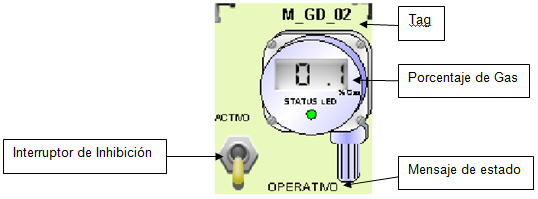 M_GD_02
Tag
0.1
% Gas
Porcentaje de Gas
STATUS LED
ACTIVO
Interruptor de Inhibición
Mensaje de estado
OPERATIVO